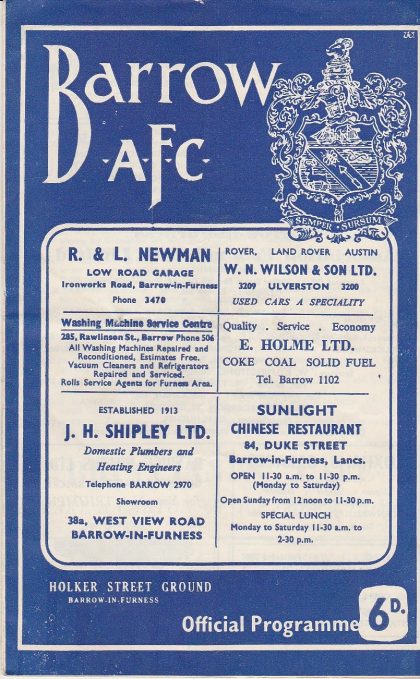 Barrow
A.F.C.
SEMPER SURSUM
R. & L. NEWMAN
LOW ROAD GARAGE
Ironworks Road, Barrow-in-Furness
Phone 3470
ROVER, LAND ROVER AUSTIN
W. N. WILSON & SON LTD.
3209 ULVERSTON 3200
USED CARS A SPECIALITY
Washing Machine Service Centre
285, Rawlinson St., Barrow Phone 506
All Washing Machines Repaired and
Reconditioned, Estimates Free.
Vacuum Cleaners and Refrigerators
Repaired and Serviced.
Rolls Service Agents for Furness Area.
Quality . Service . Economy
E. HOLME LTD.
COKE COAL SOLID FUEL
Tel. Barrow 1102
ESTABLISHED 1913
J. H. SHIPLEY LTD.
Domestic Plumbers and
Heating Engineers
Telephone BARROW 2970
Showroom
38a, WEST VIEW ROAD
BARROW-IN-FURNESS
SUNLIGHT
CHINESE RESTAURANT
84, DUKE STREET
Barrow-in-Furness, Lancs.
OPEN 11-30 a.m. to 11-30 p.m.
(Monday to Saturday)
Open Sunday from 12 noon to 11-30 p.m.
SPECIAL LUNCH
Monday to Saturday 11-30 a.m. to
2-30 p.m.
HOLKER STREET GROUND
BARROW-IN-FURNESS
Official Programme
6D.